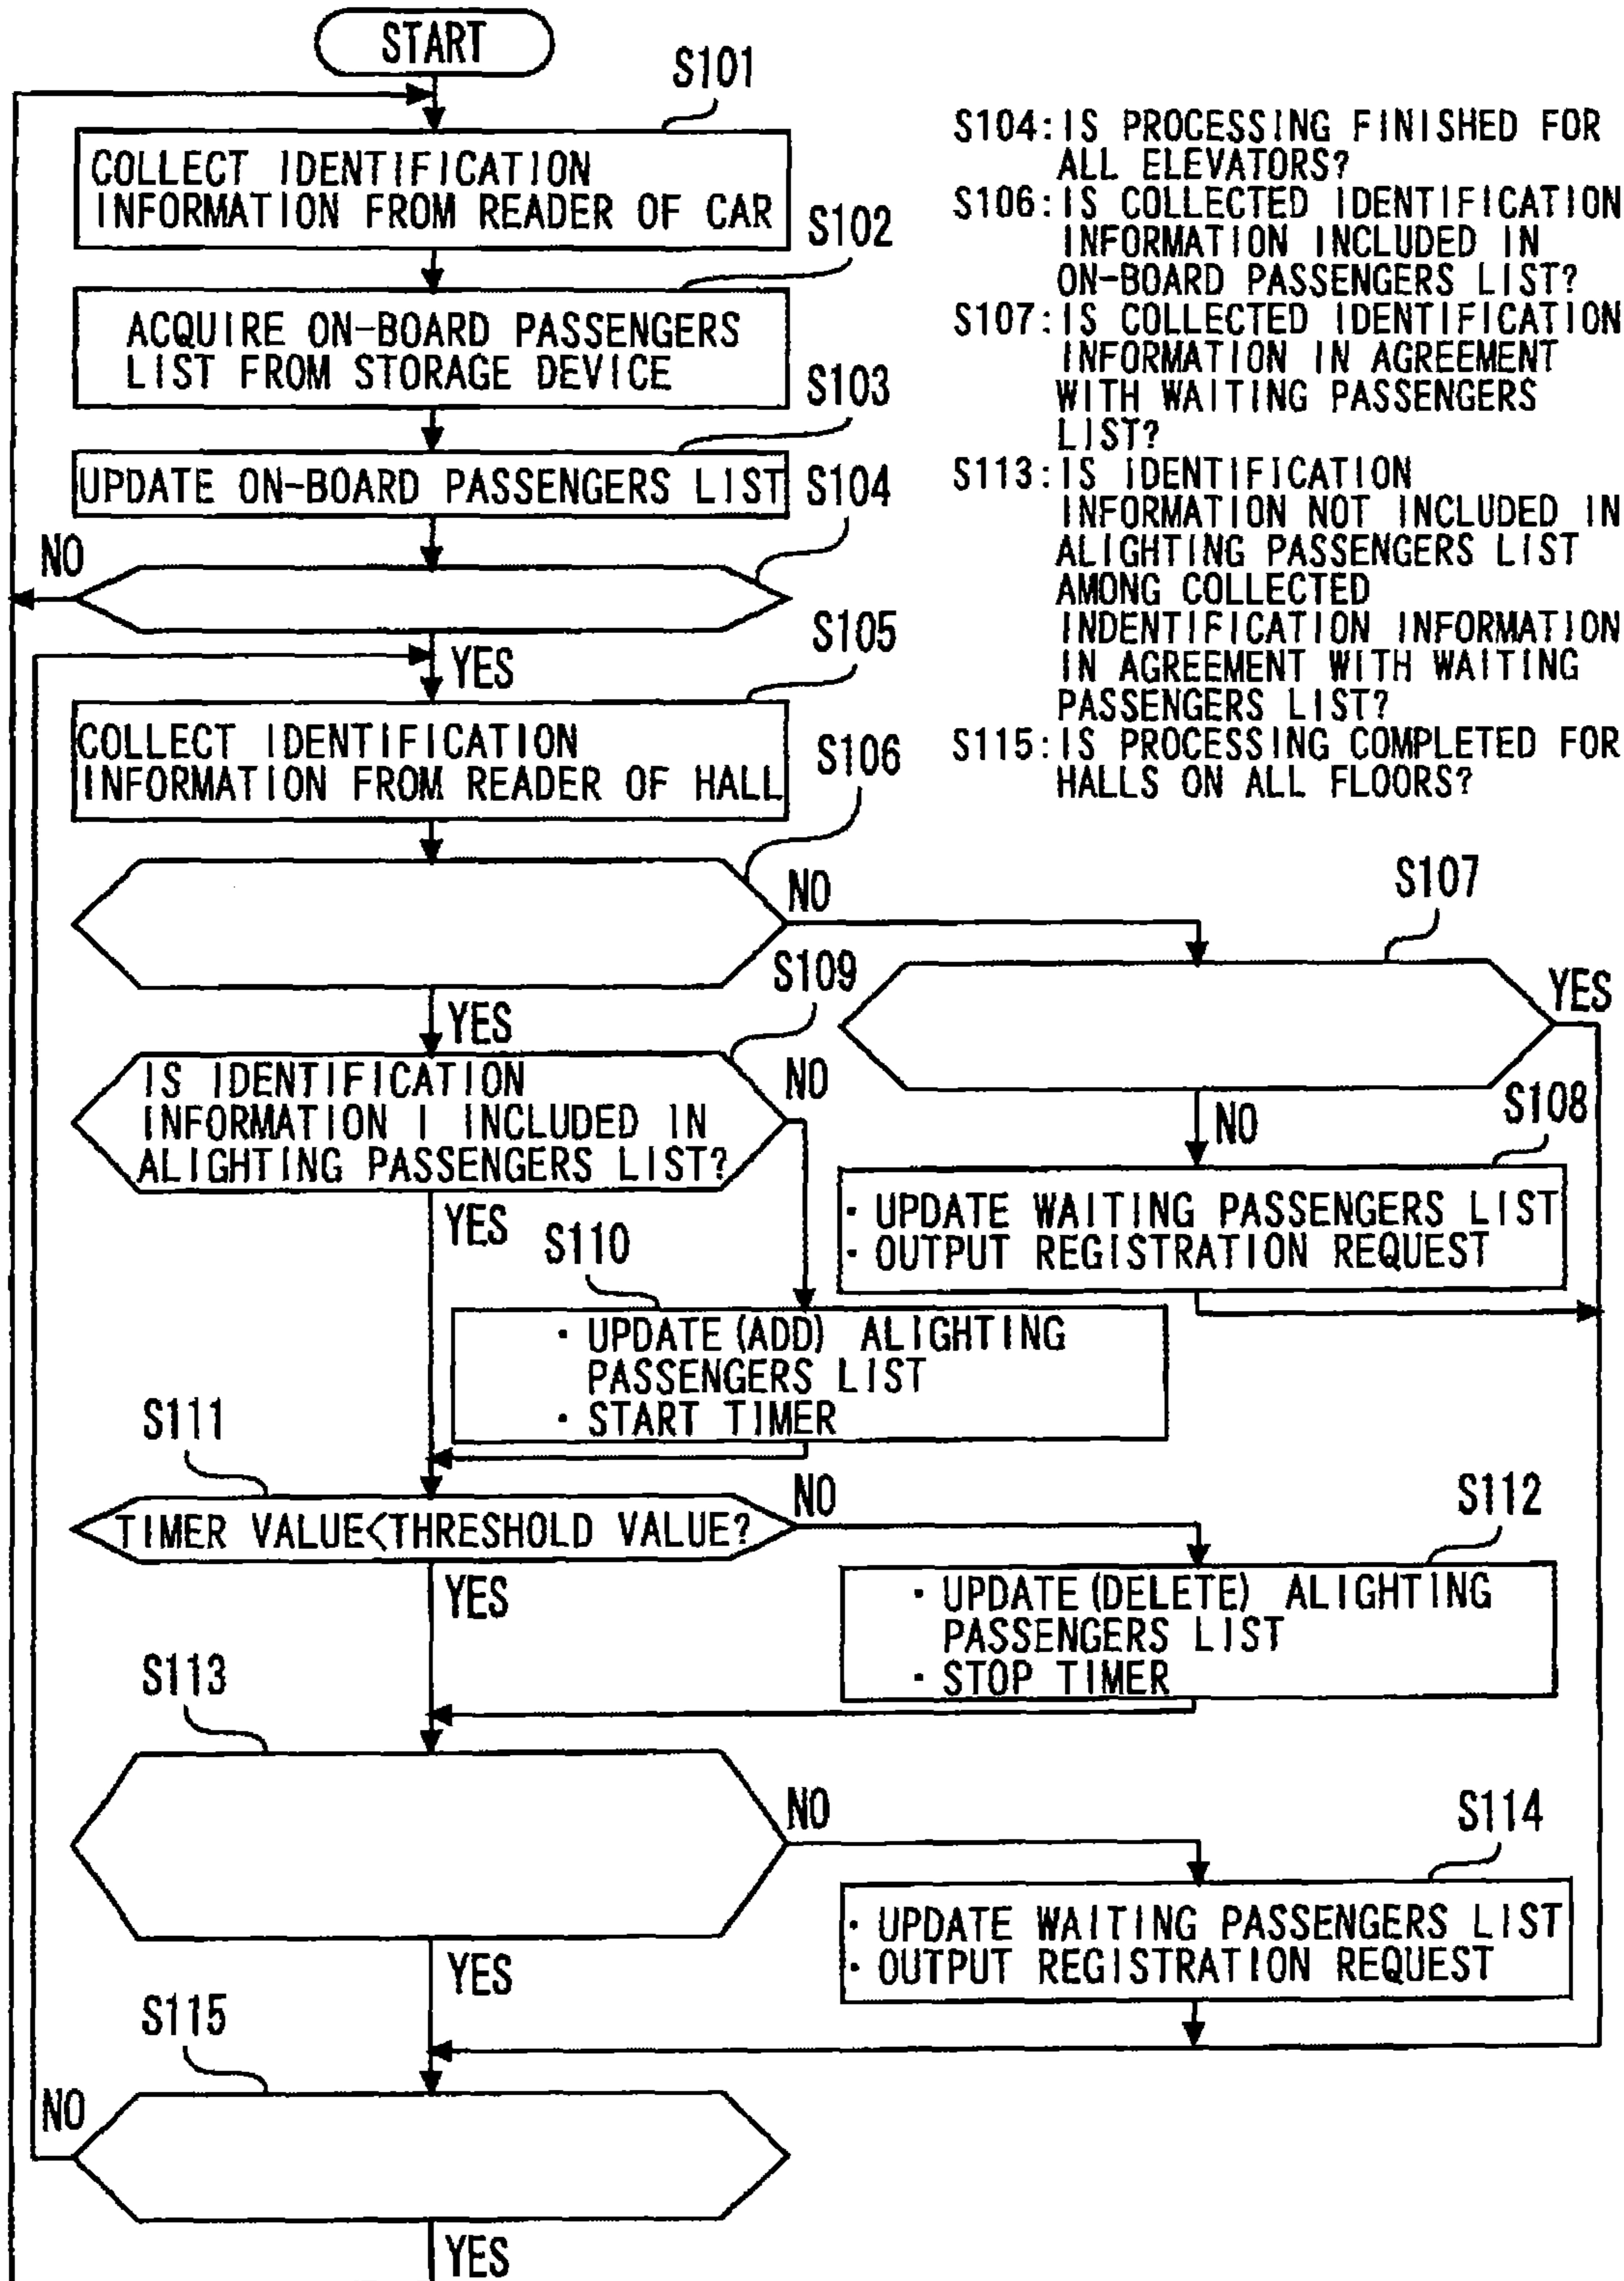 START
S101
COLLECT IDENTIFICATION
INFORMATION FROM READER OF CAR
S102
ACQUIRE ON-BOARD PASSENGERS
LIST FROM STORAGE DEVICE
S103
UPDATE ON-BOARD PASSENGERS LIST
S104
NO
YES
S105
COLLECT IDENTIFICATION
INFORMATION FROM READER OF HALL
S106
NO
YES
S104:IS PROCESSING FINISHED FOR
ALL ELEVATORS?
S106:IS COLLECTED IDENTIFICATION
INFORMATION INCLUDED IN
ON-BOARD PASSENGERS LIST?
S107:IS COLLECTED IDENTIFICATION
INFORMATION IN AGREEMENT
WITH WAITING PASSENGERS
LIST?
S113:IS IDENTIFICATION
INFORMATION NOT INCLUDED IN
ALIGHTING PASSENGERS LIST
AMONG COLLECTED
INDENTIFICATION INFORMATION
IN AGREEMENT WITH WAITING
PASSENGERS LIST?
S115:IS PROCESSING COMPLETED FOR
HALLS ON ALL FLOORS?
S107
YES
NO
S108
· UPDATE WAITING PASSENGERS LIST
· OUTPUT REGISTRATION REQUEST
S109
IS IDENTIFICATION
INFORMATION I INCLUDED IN
ALIGHTING PASSENGERS LIST?
NO
YES
S110
· UPDATE(ADD) ALIGHTING
PASSENGERS LIST
· START TIMER
S111
TIMER VALUE<THRESHOLD VALUE?
NO
YES
S112
· UPDATE(DELETE) ALIGHTING
PASSENGERS LIST
· STOP TIMER
S113
NO
YES
S114
· UPDATE WAITING PASSENGERS LIST
· OUTPUT REGISTRATION REQUEST
S115
NO
YES